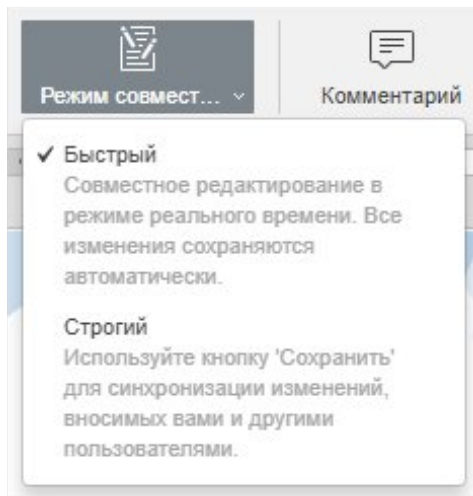 Режим совмест...
Комментарий
Быстрый
Совместное редактирование в
режиме реального времени. Все
изменения сохраняются
автоматически.
Строгий
Используйте кнопку 'Сохранить'
для синхронизации изменений,
вносимых вами и другими
пользователями.